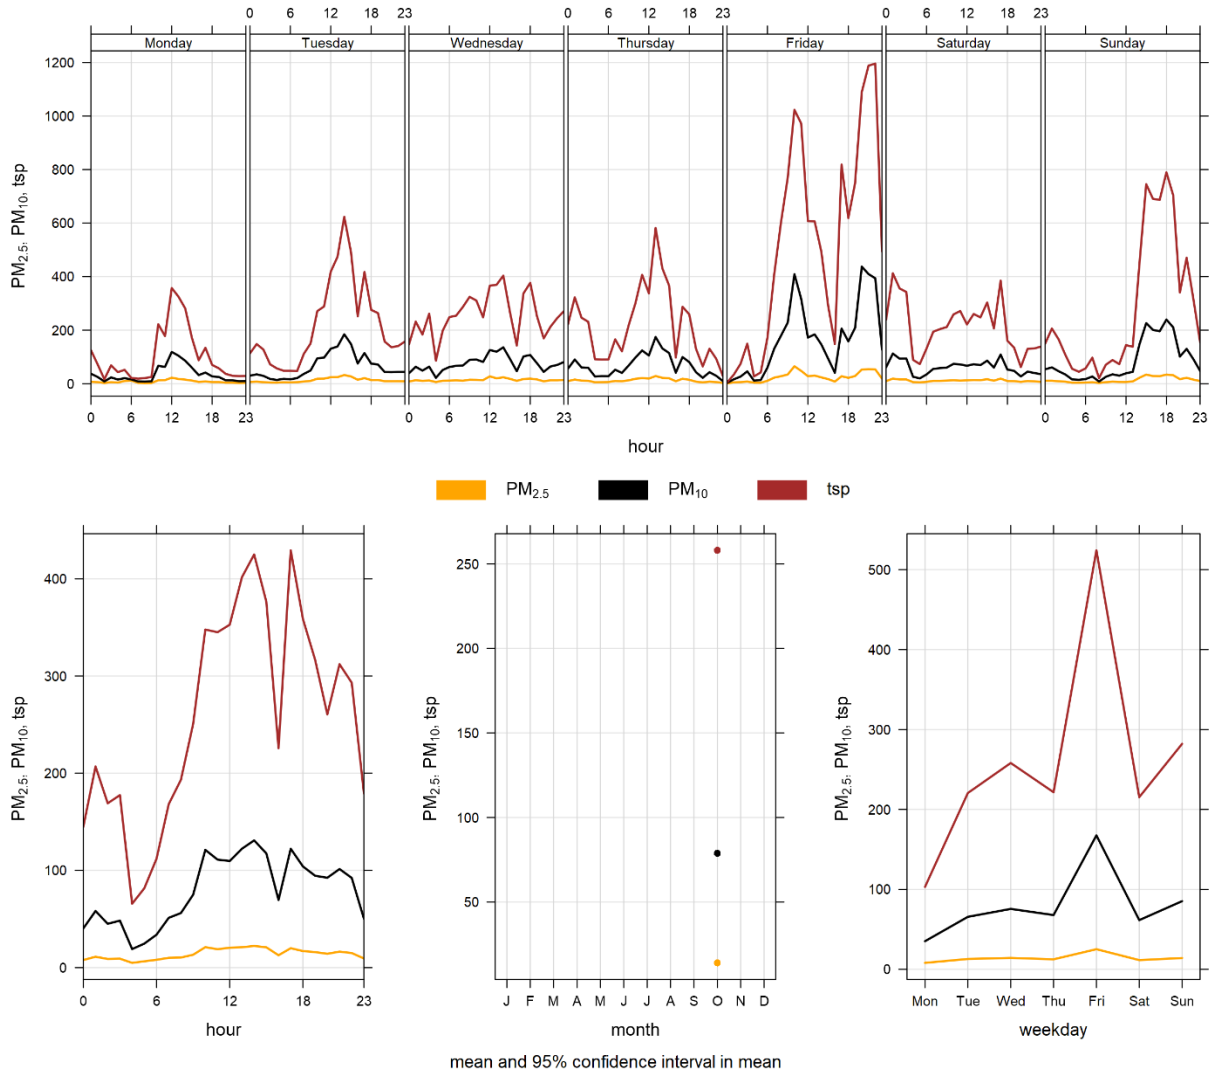 0 6 12 18 23 0 6 12 18 23 0 6 12 18 23
Monday Tuesday Wednesday Thursday Friday Saturday Sunday
1200
1000
800
600
400
200
0
PM2.5, PM10, tsp
0 6 12 18 23 0 6 12 18 23 0 6 12 18 23 0 6 12 18 23
hour
PM2.5 PM10 tsp
400
300
200
100
0
PM2.5, PM10, tsp
0 6 12 18 23
hour
250
200
150
100
50
PM2.5, PM10, tsp
J F M A M J J A S O N D
month
500
400
300
200
100
0
PM2.5, PM10, tsp
Mon Tue Wed Thu Fri Sat Sun
weekday
mean and 95% confidence interval in mean